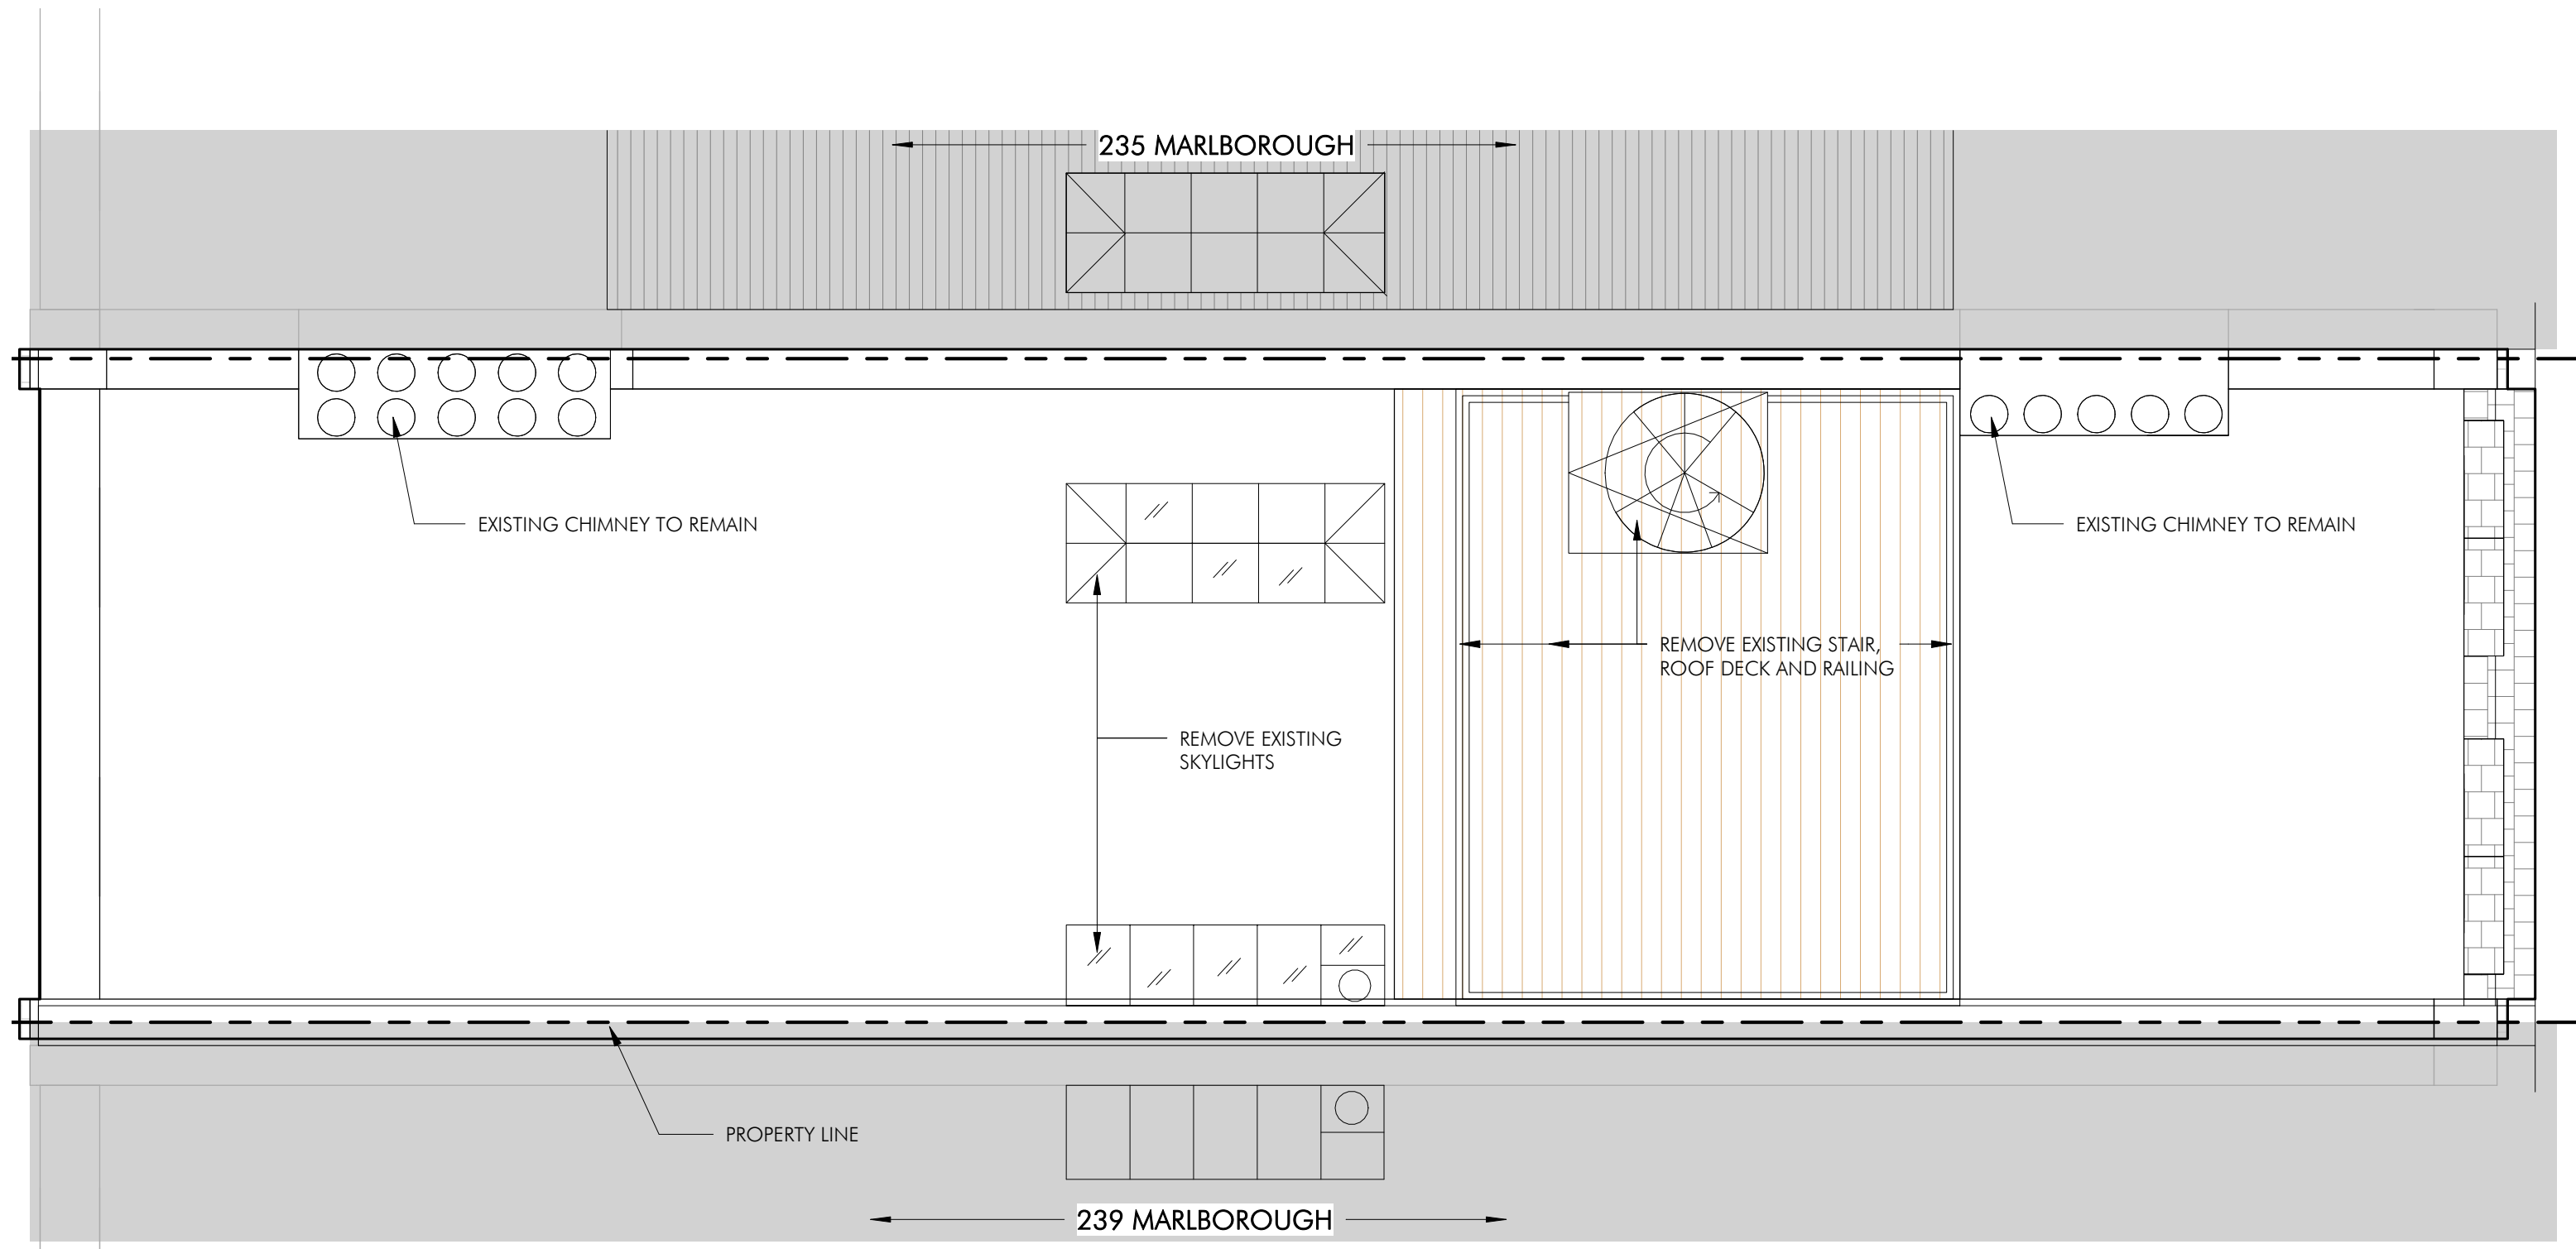 235 MARLBOROUGH
EXISTING CHIMNEY TO REMAIN
EXISTING CHIMNEY TO REMAIN
REMOVE EXISTING STAIR,
ROOF DECK AND RAILING
REMOVE EXISTING
SKYLIGHTS
PROPERTY LINE
239 MARLBOROUGH